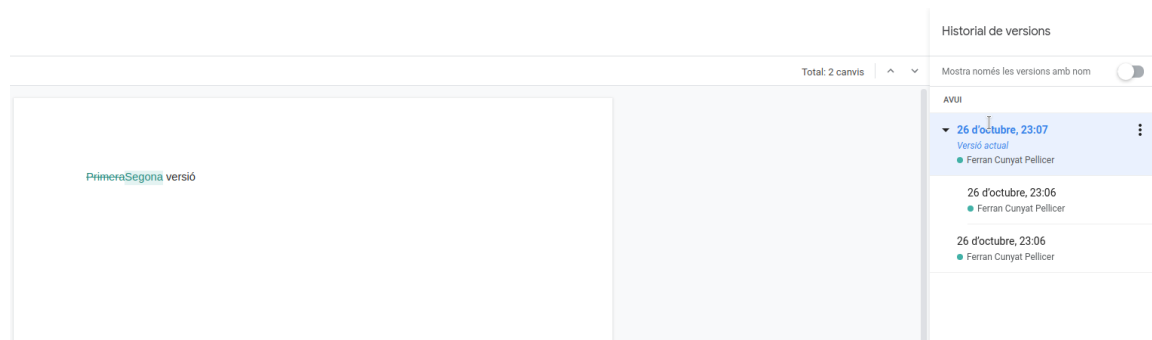 Historial de versions
Total: 2 canvis
Mostra només les versions amb nom
AVUI
26 d'octubre, 23:07
Versió actual
Ferran Cunyat Pellicer
PrimeraSegona versió
26 d'octubre, 23:06
Ferran Cunyat Pellicer
26 d'octubre, 23:06
Ferran Cunyat Pellicer